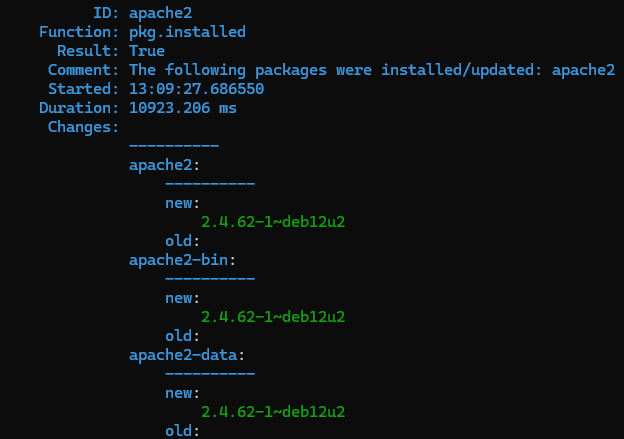 ID: apache2
Function: pkg.installed
Result: True
Comment: The following packages were installed/updated: apache2
Started: 13:09:27.686550
Duration: 10923.206 ms
Changes:
----------
apache2:
----------
new:
2.4.62-1~deb12u2
old:
apache2-bin:
----------
new:
2.4.62-1~deb12u2
old:
apache2-data:
----------
new:
2.4.62-1~deb12u2
old: